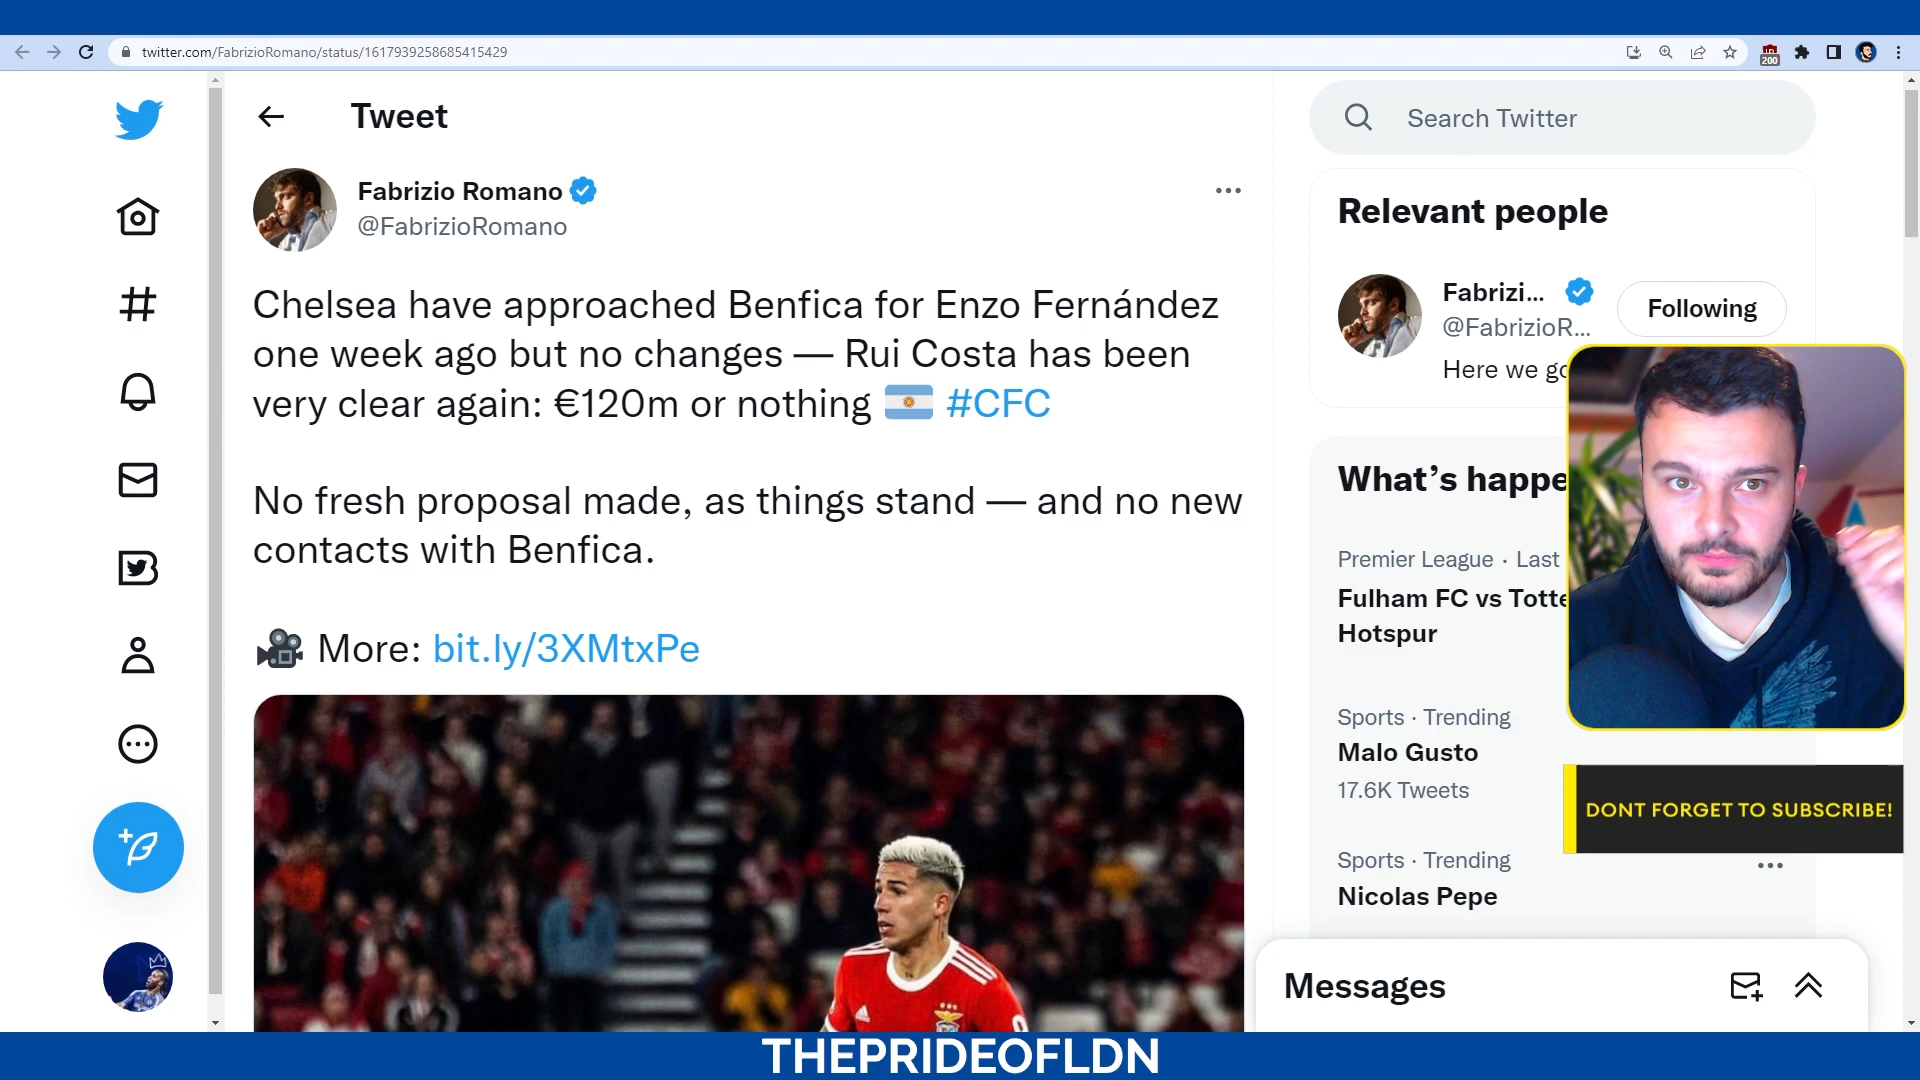 twitter.com/FabrizioRomano/status/1617939258685415429
200
Tweet
Search Twitter
Fabrizio Romano
@FabrizioRomano
Chelsea have approached Benfica for Enzo Fernández
one week ago but no changes — Rui Costa has been
very clear again: €120m or nothing 🇦🇷 #CFC
No fresh proposal made, as things stand — and no new
contacts with Benfica.
🎥 More: bit.ly/3XMtxPe
Relevant people
Fabrizi...
@FabrizioR...
Following
Here we go
What's happe
Premier League · Last
Fulham FC vs Totte
Hotspur
Sports · Trending
Malo Gusto
17.6K Tweets
DONT FORGET TO SUBSCRIBE!
Sports · Trending
Nicolas Pepe
Messages
THEPRIDEOFLDN